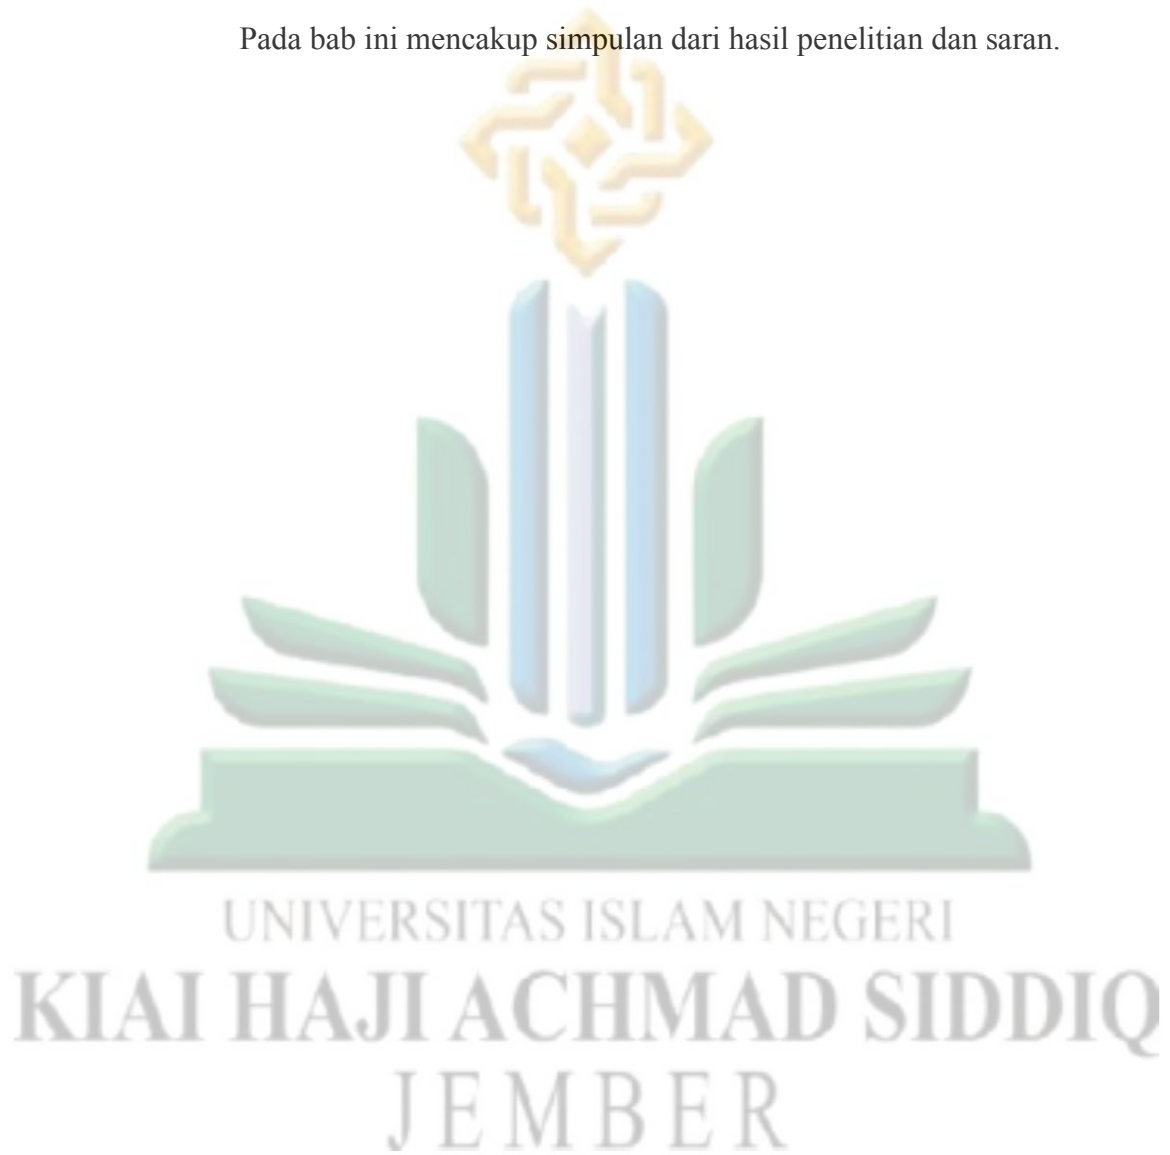 Pada bab ini mencakup simpulan dari hasil penelitian dan saran.
UNIVERSITAS ISLAM NEGERI
KIAI HAJI ACHMAD SIDDIQ
JEMBER